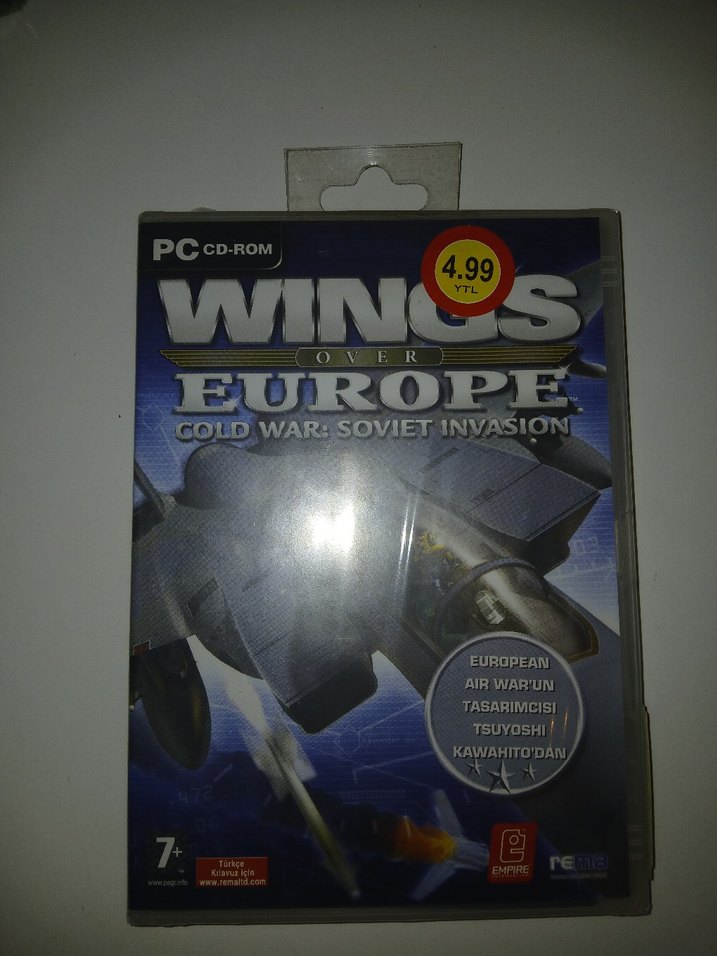 PC CD-ROM
4.99
YTL
WINGS
OVER
EUROPE™
COLD WAR: SOVIET INVASION
EUROPEAN
AIR WAR'UN
TASARIMCISI
TSUYOSHI
KAWAHITO'DAN
7+
www.pegi.info
Türkçe
Kılavuz için
www.remaltd.com
EMPIRE
rema